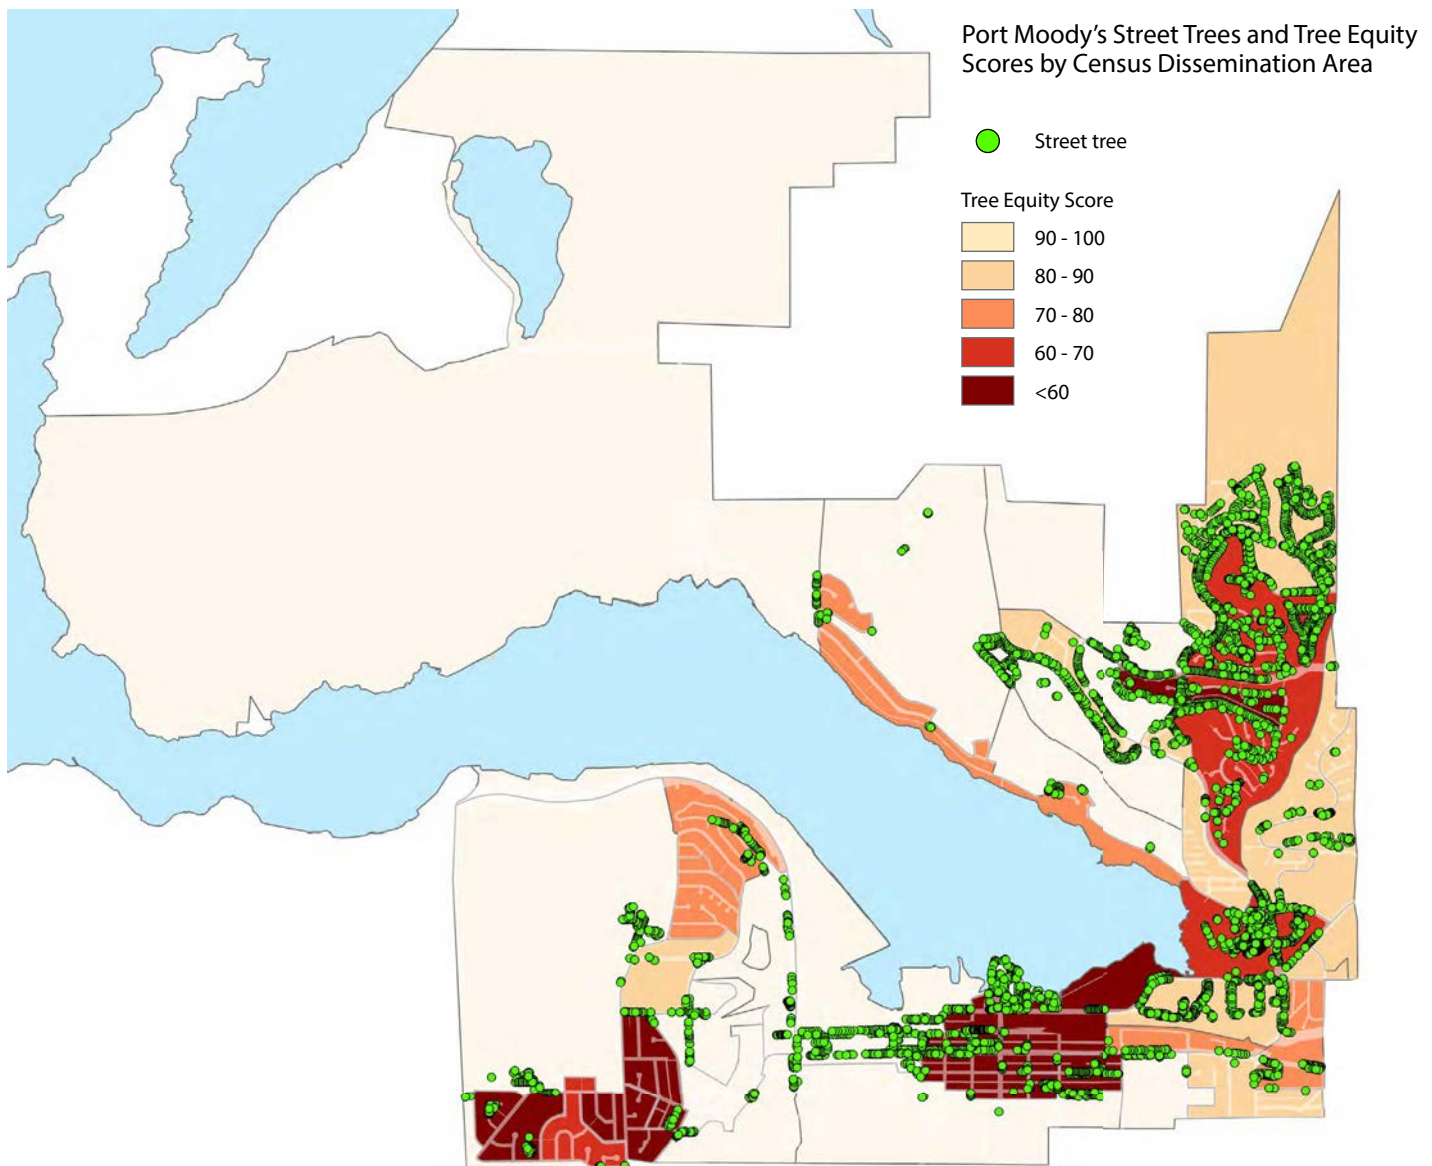 Port Moody’s Street Trees and Tree Equity
Scores by Census Dissemination Area
Street tree
Tree Equity Score
90 - 100
80 - 90
70 - 80
60 - 70
<60